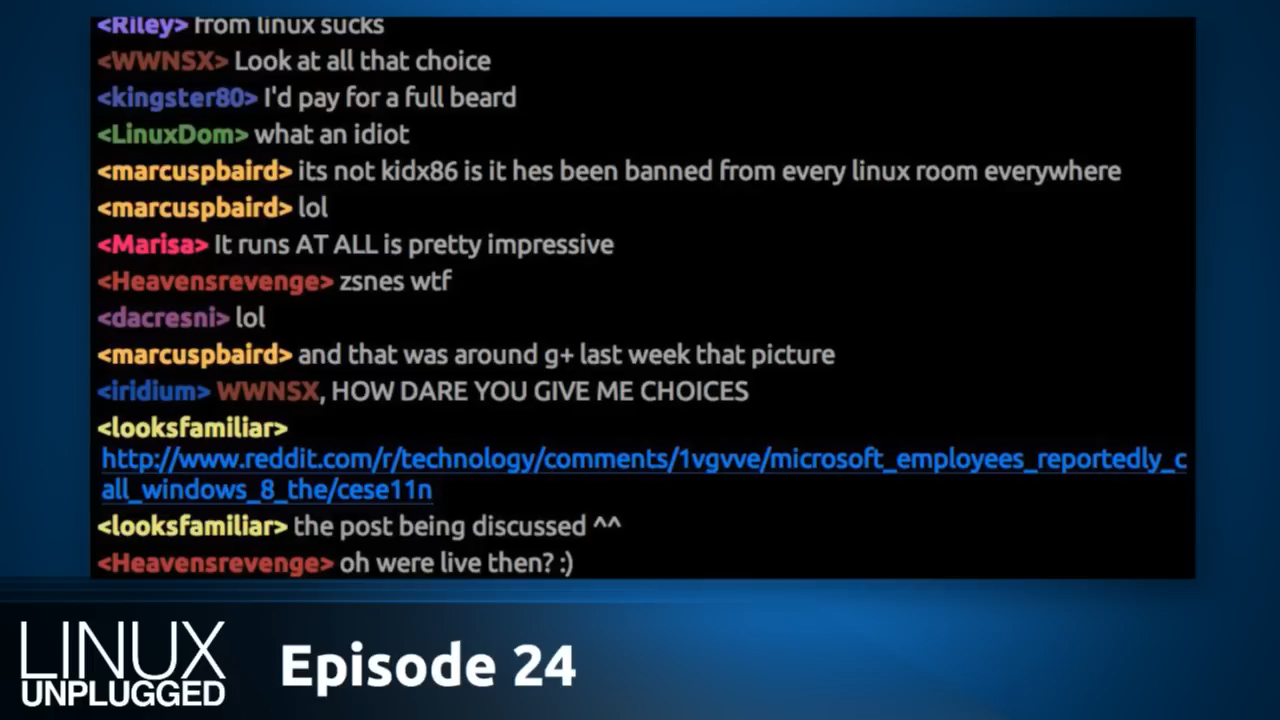 <Riley> from linux sucks
<WWNSX> Look at all that choice
<kingster80> I'd pay for a full beard
<LinuxDom> what an idiot
<marcuspbaird> its not kidx86 is it hes been banned from every linux room everywhere
<marcuspbaird> lol
<Marisa> It runs AT ALL is pretty impressive
<Heavensrevenge> zsnes wtf
<dacresni> lol
<marcuspbaird> and that was around g+ last week that picture
<iridium> WWNSX, HOW DARE YOU GIVE ME CHOICES
<looksfamiliar>
http://www.reddit.com/r/technology/comments/1vgvve/microsoft_employees_reportedly_c
all_windows_8_the/cese11n
<looksfamiliar> the post being discussed ^^
<Heavensrevenge> oh were live then? :)
LINUX
UNPLUGGED
Episode 24